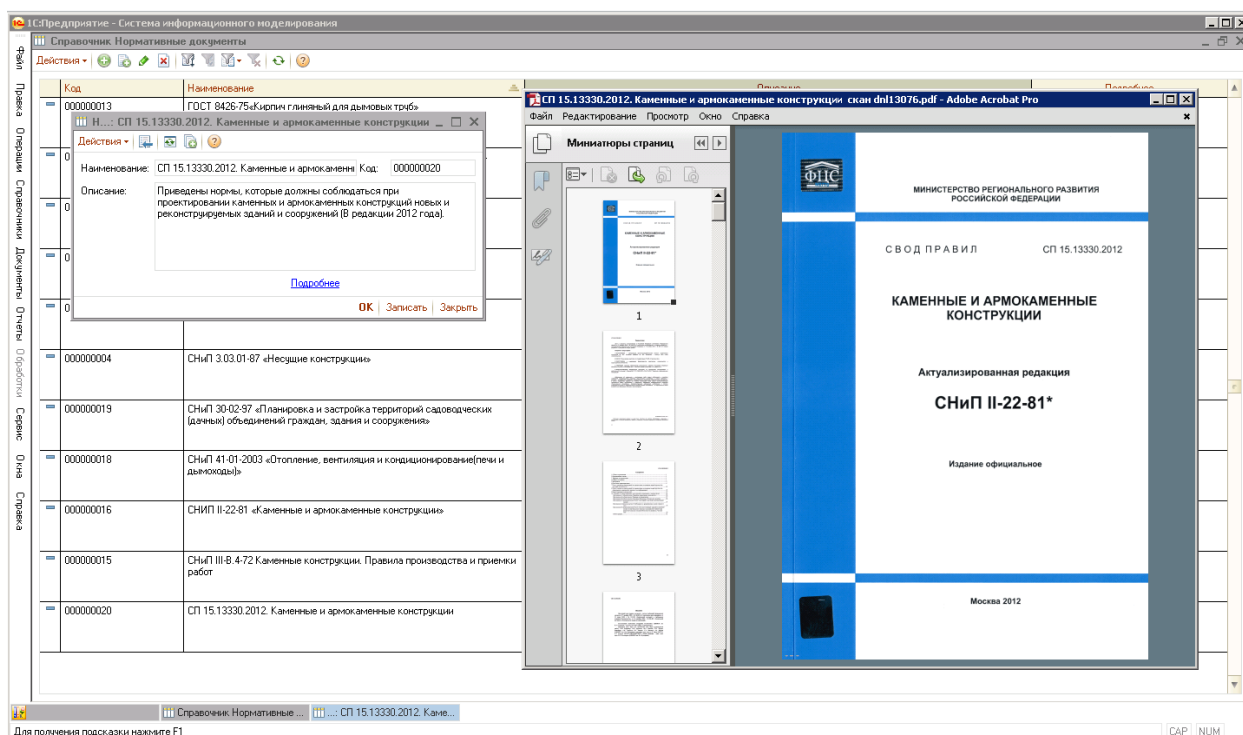 1С:Предприятие - Система информационного моделирования
Справочник Нормативные документы
Действия
Файл
Правка
Операции
Справочники
Документы
Отчеты
Обработки
Сервис
Окна
Справка
Код
Наименование
Описание
Подробнее
000000013
ГОСТ 8426-75«Кирпич глиняный для дымовых труб»
Н...: СП 15.13330.2012. Каменные и армокаменные конструкции
Действия
Наименование: СП 15.13330.2012. Каменные и армокаменн Код: 000000020
Описание:
Приведены нормы, которые должны соблюдаться при
проектировании каменных и армокаменных конструкций новых и
реконструируемых зданий и сооружений (В редакции 2012 года).
Подробнее
ОК
Записать
Закрыть
000000004
СНиП 3.03.01-87 «Несущие конструкции»
000000019
СНиП 30-02-97 «Планировка и застройка территорий садоводческих
(дачных) объединений граждан, здания и сооружения»
000000018
СНиП 41-01-2003 «Отопление, вентиляция и кондиционирование(печи и
дымоходы)»
000000016
СНИП II-22-81 «Каменные и армокаменные конструкции»
000000015
СНиП III-В.4-72 Каменные конструкции. Правила производства и приемки
работ
000000020
СП 15.13330.2012. Каменные и армокаменные конструкции
СП 15.13330.2012. Каменные и армокаменные конструкции скан dnl13076.pdf - Adobe Acrobat Pro
Файл Редактирование Просмотр Окно Справка
Миниатюры страниц
1
2
3
ФЦС
МИНИСТЕРСТВО РЕГИОНАЛЬНОГО РАЗВИТИЯ
РОССИЙСКОЙ ФЕДЕРАЦИИ
СВОД ПРАВИЛ
СП 15.13330.2012
КАМЕННЫЕ И АРМОКАМЕННЫЕ
КОНСТРУКЦИИ
Актуализированная редакция
СНиП II-22-81*
Издание официальное
Москва 2012
Справочник Нормативные ...
...: СП 15.13330.2012. Каме...
Для получения подсказки нажмите F1
CAP
NUM